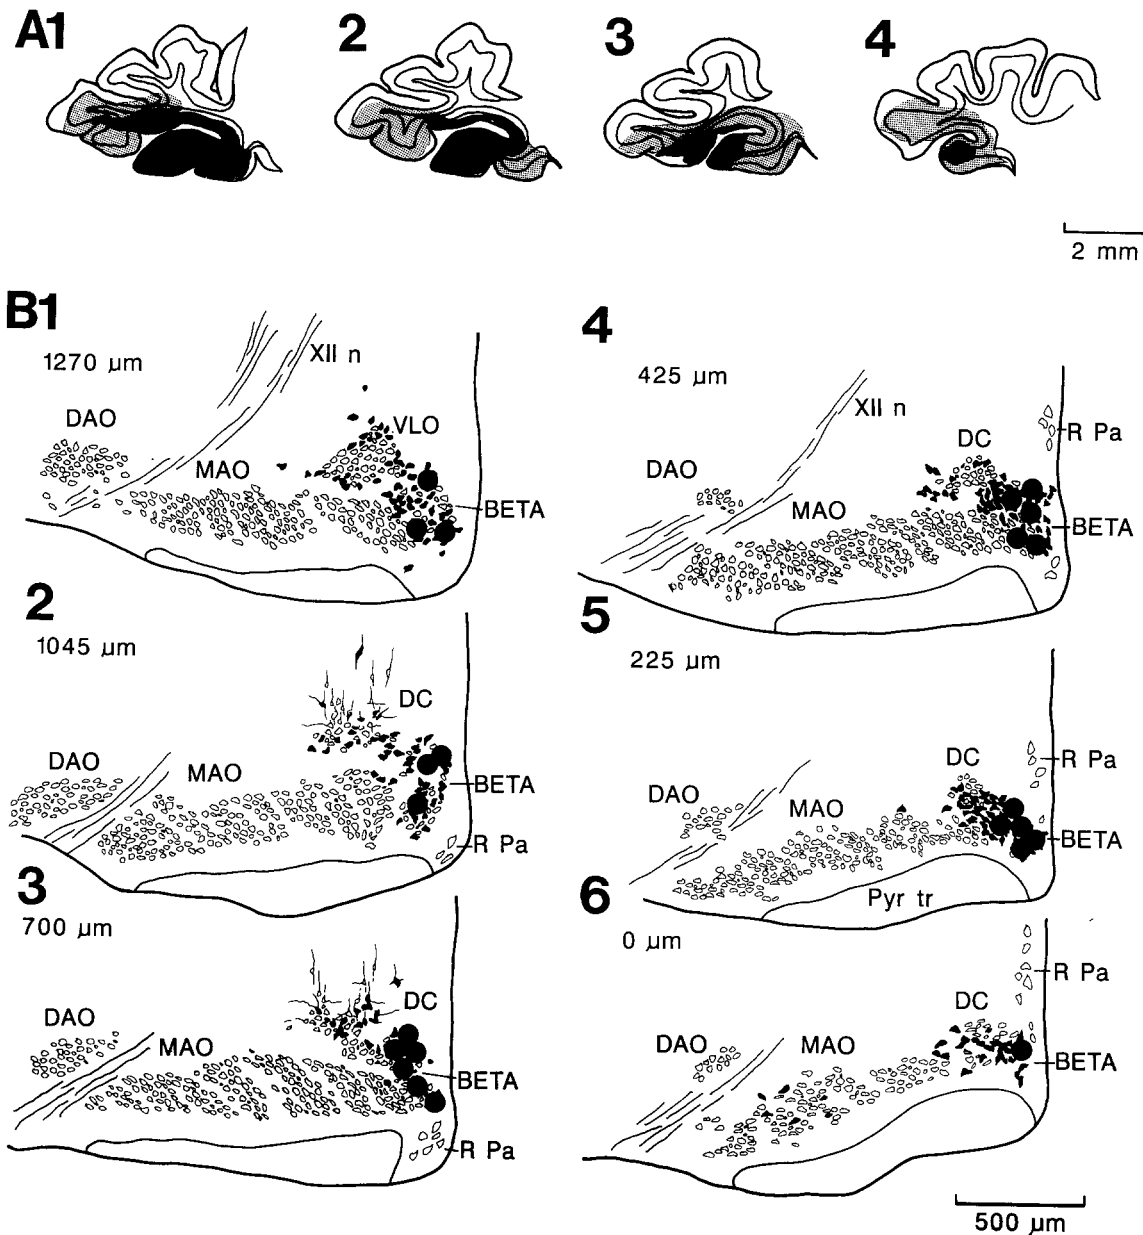 A1
2
3
4
2 mm
B1
1270 µm
XII n
DAO
VLO
MAO
BETA
2
1045 µm
DC
DAO
MAO
BETA
R Pa
3
700 µm
DC
DAO
MAO
BETA
R Pa
4
425 µm
XII n
R Pa
DC
DAO
MAO
BETA
5
225 µm
R Pa
DC
DAO
MAO
BETA
Pyr tr
6
0 µm
R Pa
DC
DAO
MAO
BETA
500 µm